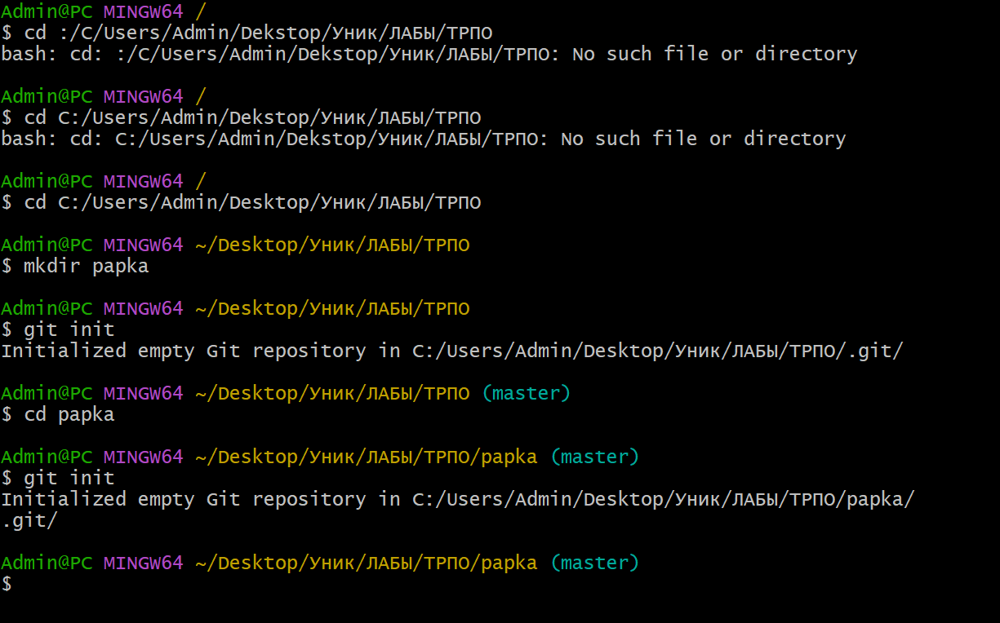 Admin@PC MINGW64 /
$ cd :/C/Users/Admin/Dekstop/Уник/ЛАБЫ/ТРПО
bash: cd: :/C/Users/Admin/Dekstop/Уник/ЛАБЫ/ТРПО: No such file or directory
Admin@PC MINGW64 /
$ cd C:/Users/Admin/Dekstop/Уник/ЛАБЫ/ТРПО
bash: cd: C:/Users/Admin/Dekstop/Уник/ЛАБЫ/ТРПО: No such file or directory
Admin@PC MINGW64 /
$ cd C:/Users/Admin/Desktop/Уник/ЛАБЫ/ТРПО
Admin@PC MINGW64 ~/Desktop/Уник/ЛАБЫ/ТРПО
$ mkdir papka
Admin@PC MINGW64 ~/Desktop/Уник/ЛАБЫ/ТРПО
$ git init
Initialized empty Git repository in C:/Users/Admin/Desktop/Уник/ЛАБЫ/ТРПО/.git/
Admin@PC MINGW64 ~/Desktop/Уник/ЛАБЫ/ТРПО (master)
$ cd papka
Admin@PC MINGW64 ~/Desktop/Уник/ЛАБЫ/ТРПО/papka (master)
$ git init
Initialized empty Git repository in C:/Users/Admin/Desktop/Уник/ЛАБЫ/ТРПО/papka/
.git/
Admin@PC MINGW64 ~/Desktop/Уник/ЛАБЫ/ТРПО/papka (master)
$